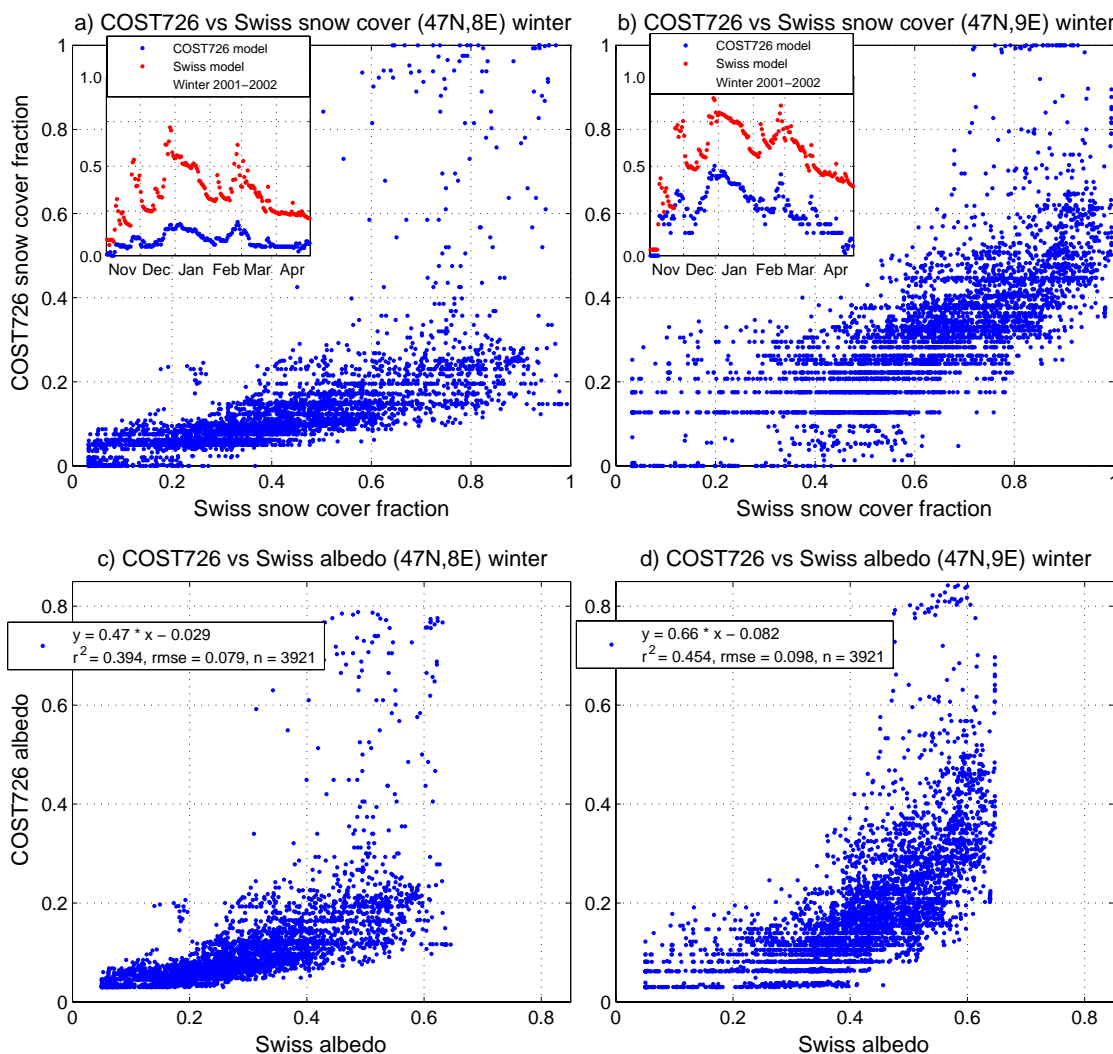 a) COST726 vs Swiss snow cover (47N,8E) winter
COST726 model
Swiss model
Winter 2001−2002
1.0
0.5
0.0
Nov Dec Jan Feb Mar Apr
1
0.8
0.6
0.4
0.2
0
0 0.2 0.4 0.6 0.8 1
COST726 snow cover fraction
Swiss snow cover fraction
b) COST726 vs Swiss snow cover (47N,9E) winter
COST726 model
Swiss model
Winter 2001−2002
1.0
0.5
0.0
Nov Dec Jan Feb Mar Apr
1
0.8
0.6
0.4
0.2
0
0 0.2 0.4 0.6 0.8 1
Swiss snow cover fraction
c) COST726 vs Swiss albedo (47N,8E) winter
y = 0.47 * x − 0.029
r² = 0.394, rmse = 0.079, n = 3921
0.8
0.6
0.4
0.2
0
0 0.2 0.4 0.6 0.8
COST726 albedo
Swiss albedo
d) COST726 vs Swiss albedo (47N,9E) winter
y = 0.66 * x − 0.082
r² = 0.454, rmse = 0.098, n = 3921
0.8
0.6
0.4
0.2
0
0 0.2 0.4 0.6 0.8
Swiss albedo